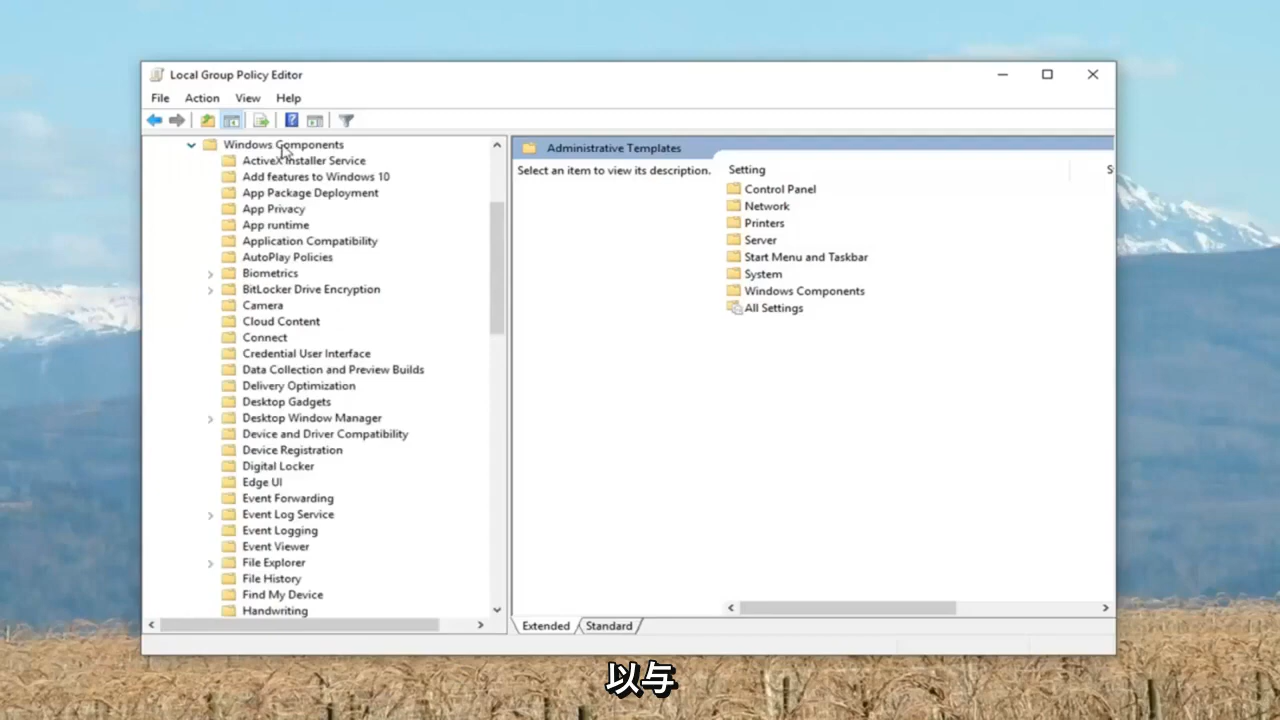 Local Group Policy Editor
File Action View Help
Windows Components
ActiveX Installer Service
Add features to Windows 10
App Package Deployment
App Privacy
App runtime
Application Compatibility
AutoPlay Policies
Biometrics
BitLocker Drive Encryption
Camera
Cloud Content
Connect
Credential User Interface
Data Collection and Preview Builds
Delivery Optimization
Desktop Gadgets
Desktop Window Manager
Device and Driver Compatibility
Device Registration
Digital Locker
Edge UI
Event Forwarding
Event Log Service
Event Logging
Event Viewer
File Explorer
File History
Find My Device
Handwriting
Administrative Templates
Select an item to view its description.
Setting
S
Control Panel
Network
Printers
Server
Start Menu and Taskbar
System
Windows Components
All Settings
Extended Standard
以与